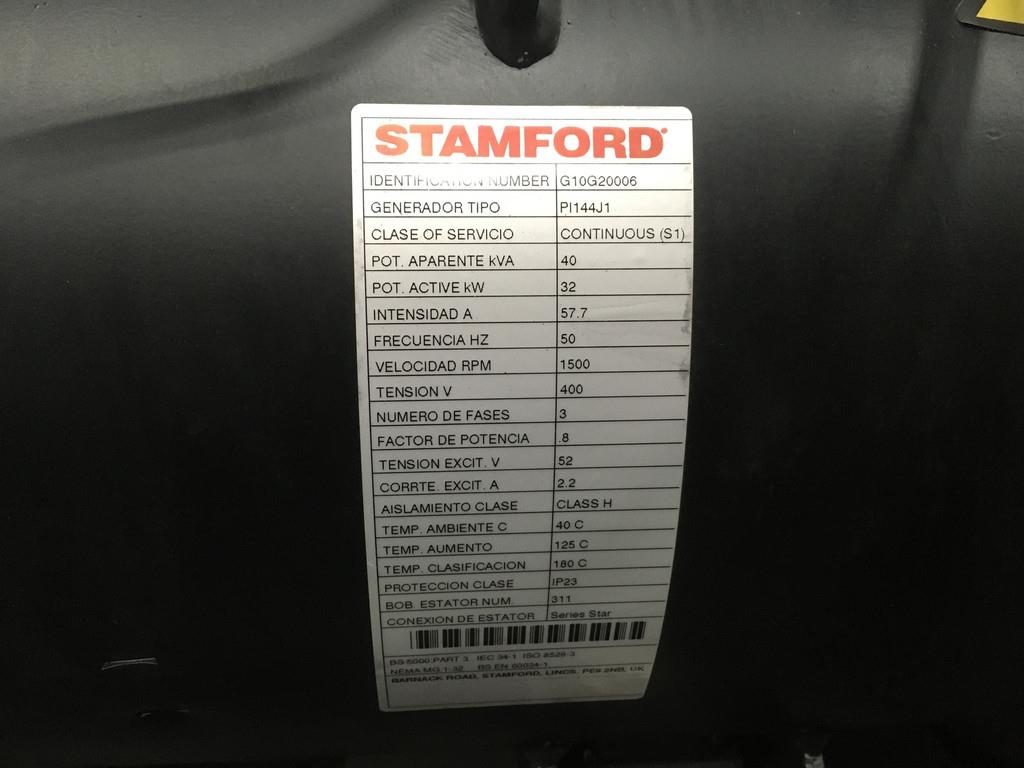 STAMFORD
IDENTIFICATION NUMBER G10G20006
GENERADOR TIPO PI144J1
CLASE OF SERVICIO CONTINUOUS (S1)
POT. APARENTE kVA 40
POT. ACTIVE kW 32
INTENSIDAD A 57.7
FRECUENCIA HZ 50
VELOCIDAD RPM 1500
TENSION V 400
NUMERO DE FASES 3
FACTOR DE POTENCIA .8
TENSION EXCIT. V 52
CORRTE. EXCIT. A 2.2
AISLAMIENTO CLASE CLASS H
TEMP. AMBIENTE C 40 C
TEMP. AUMENTO 125 C
TEMP. CLASIFICACION 180 C
PROTECCION CLASE IP23
BOB. ESTATOR NUM. 311
CONEXION DE ESTATOR Series Star
BS 5000:PART 3 IEC 34-1 ISO 8528-3
NEMA MG 1-32 BS EN 60034-1
BARNACK ROAD, STAMFORD, LINCS. PE9 2NB, UK